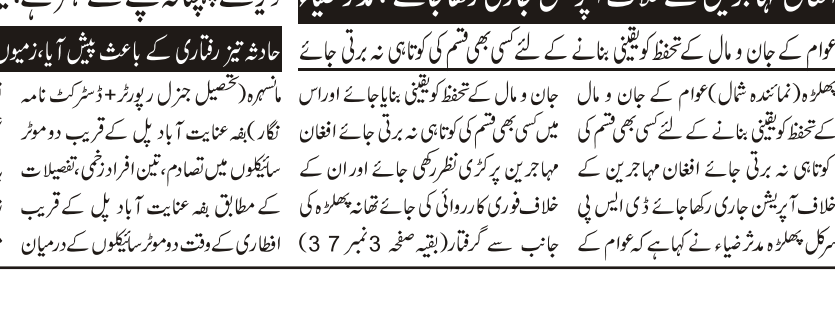 عوام کے جان و مال کے تحفظ کو یقینی بنانے کے لئے کسی بھی قسم کی کوتاہی نہ برتی جائے
پھلڑہ (نمائندہ شمال) عوام کے جان و مال
کے تحفظ کو یقینی بنانے کے لئے کسی بھی قسم کی
کوتاہی نہ برتی جائے افغان مہاجرین کے
خلاف آپریشن جاری رکھا جائے ڈی ایس پی
سرکل پھلڑہ مدثر ضیاء نے کہا ہے کہ عوام کے
جان و مال کے تحفظ کو یقینی بنایا جائے اور اس
میں کسی بھی قسم کی کوتاہی نہ برتی جائے افغان
مہاجرین پر کڑی نظر رکھی جائے اور ان کے
خلاف فوری کارروائی کی جائے تھانہ پھلڑہ کی
جانب سے گرفتار (بقیہ صفحہ 3 نمبر 37)
حادثہ تیز رفتاری کے باعث پیش آیا،
مانسہرہ (تحصیل جنرل رپورٹر + ڈسٹرکٹ نامہ
نگار) بفہ عنایت آباد پل کے قریب دو موٹر
سائیکلوں میں تصادم، تین افراد زخمی، تفصیلات
کے مطابق بفہ عنایت آباد پل کے قریب
افطاری کے وقت دو موٹر سائیکلوں کے درمیان